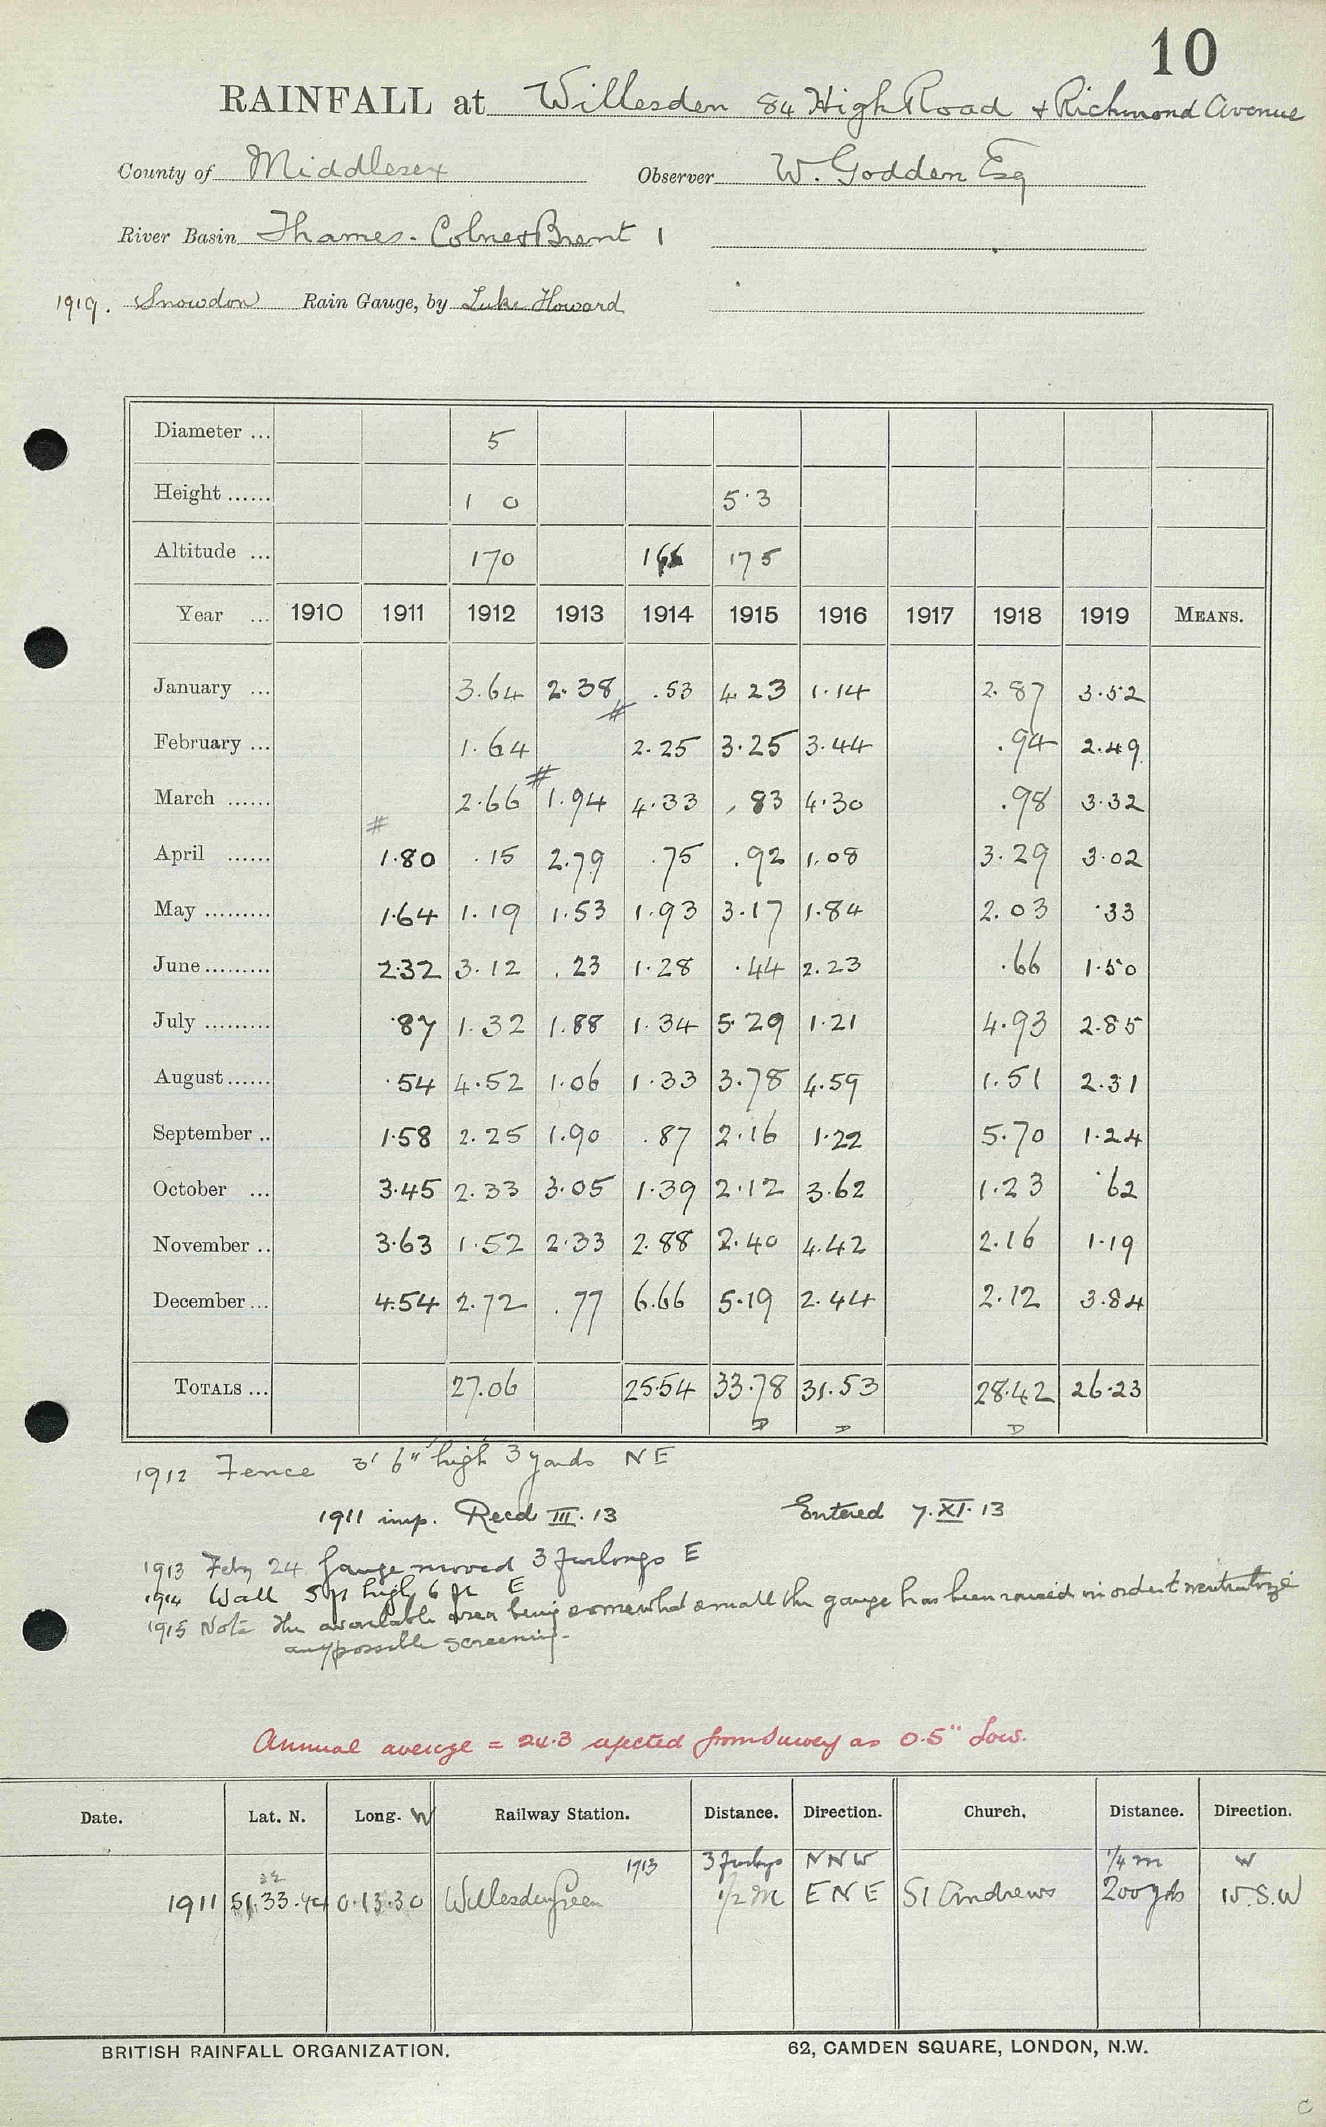 10
RAINFALL at Willesden 84 High Road + Richmond Avenue
County of Middlesex Observer W. Godden Esq
River Basin Thames - Colne & Brent 1
1919. Snowdon Rain Gauge, by Luke Howard
Diameter ... 5
Height ...... 1 0 5.3
Altitude ... 170 175
Year ... 1910 1911 1912 1913 1914 1915 1916 1917 1918 1919 MEANS.
January ... 3.64 2.38 .53 4.23 1.14 2.87 3.52
#
February ... 1.64 2.25 3.25 3.44 .94 2.49
#
March ...... 2.66 1.94 4.33 .83 4.30 .98 3.32
#
April ...... 1.80 .15 2.79 .75 .92 1.08 3.29 3.02
May ......... 1.64 1.19 1.53 1.93 3.17 1.84 2.03 .33
June ......... 2.32 3.12 .23 1.28 .44 2.23 .66 1.50
July ......... .87 1.32 1.88 1.34 5.29 1.21 4.93 2.85
August ...... .54 4.52 1.06 1.33 3.78 4.59 1.51 2.31
September .. 1.58 2.25 1.90 .87 2.16 1.22 5.70 1.24
October ... 3.45 2.33 3.05 1.39 2.12 3.62 1.23 .62
November .. 3.63 1.52 2.33 2.88 2.40 4.42 2.16 1.19
December ... 4.54 2.72 .77 6.66 5.19 2.44 2.12 3.84
TOTALS ... 27.06 25.54 33.78 31.53 28.42 26.23
D D D
1912 Fence 3' 6" high 3 yards NE
1911 imp. Recd III. 13 Entered 7. XI. 13
1913 Feby 24 Gauge moved 3 furlongs E
1914 Wall 5 ft high 6 ft E
1915 Note The available area being somewhat small the gauge has been raised in order to neutralize
any possible screening.
Annual average = 24.3 from Survey as 0.5" Low.
Date. Lat. N. Long. W Railway Station. Distance. Direction. Church. Distance. Direction.
1913 3 furlngs NNW 1/4 m W
1911 51.33. 0.13.30 Willesden Green 1/2 M ENE St Andrews 200 yds W.S.W
BRITISH RAINFALL ORGANIZATION. 62, CAMDEN SQUARE, LONDON, N.W.
C